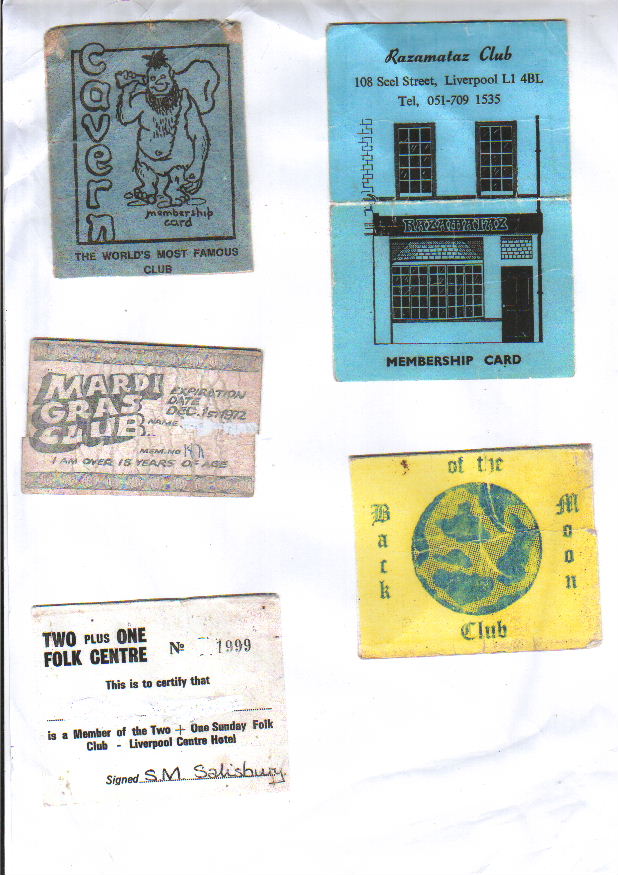 Cavern
membership
card
THE WORLD'S MOST FAMOUS
CLUB
Razamataz Club
108 Seel Street, Liverpool L1 4BL
Tel, 051-709 1535
RAZAMATAZ
MEMBERSHIP CARD
MARDI
GRAS
CLUB
EXPIRATION
DATE
DEC. 1ST 1972
NAME
MEM. NO
I AM OVER 18 YEARS OF AGE
Back of the Moon
Club
TWO PLUS ONE
FOLK CENTRE
Nº 1999
This is to certify that
is a Member of the Two + One Sunday Folk
Club - Liverpool Centre Hotel
Signed S.M Salisbury